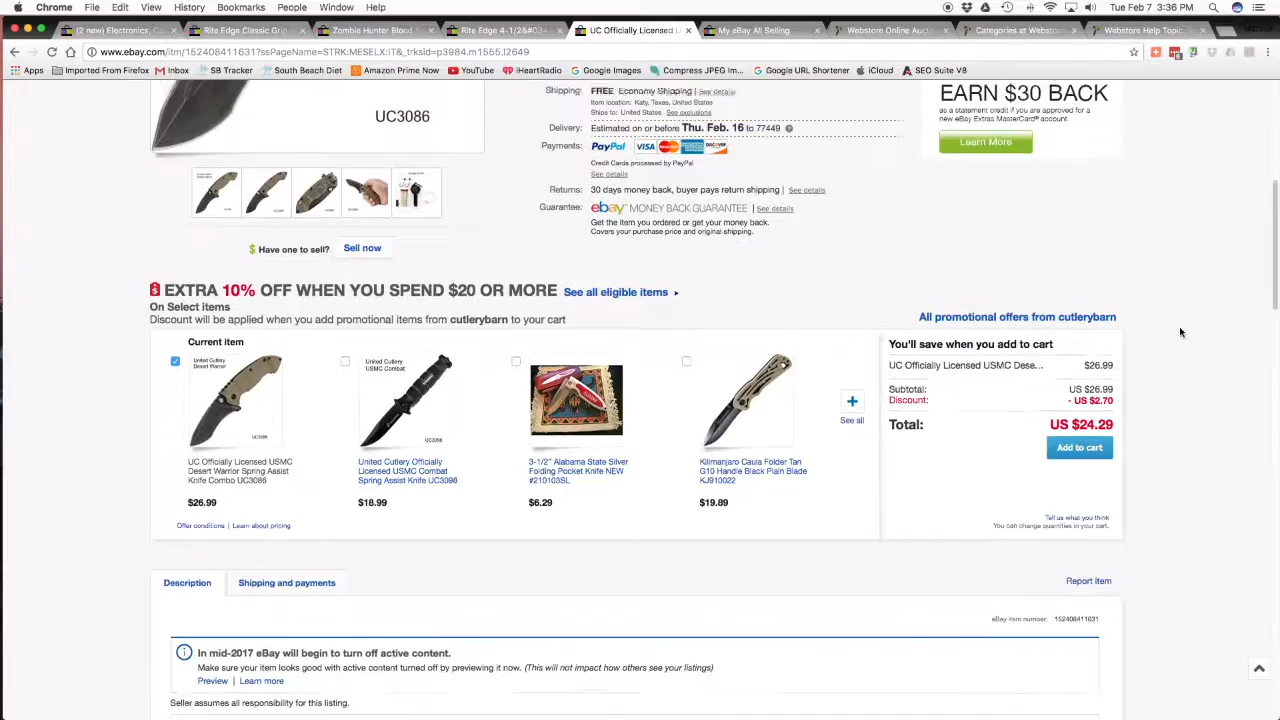 Chrome File Edit View History Bookmarks People Window Help
Tue Feb 7 3:36 PM
(2 new) Electronics, C
Rite Edge Classic Grip
Zombie Hunter Blood S
Rite Edge 4-1/2&#03
UC Officially Licensed U
My eBay All Selling
Webstore Online Auct
Categories at Webstor
Webstore Help Topic
www.ebay.com/itm/152408411631?ssPageName=STRK:MESELX:IT&_trksid=p3984.m1555.l2649
Apps Imported From Firefox Inbox SB Tracker South Beach Diet Amazon Prime Now YouTube iHeartRadio Google Images Compress JPEG Im... Google URL Shortener iCloud SEO Suite V8
UC3086
Shipping: FREE Economy Shipping | See details
Item location: Katy, Texas, United States
Ships to: United States See exclusions
Delivery: Estimated on or before Thu. Feb. 16 to 77449
Payments: PayPal VISA
DISCOVER
Credit Cards processed by PayPal
See details
Returns: 30 days money back, buyer pays return shipping | See details
Guarantee: ebay MONEY BACK GUARANTEE | See details
Get the item you ordered or get your money back.
Covers your purchase price and original shipping.
EARN $30 BACK
as a statement credit if you are approved for a
new eBay Extras MasterCard® account.
Learn More
$ Have one to sell? Sell now
EXTRA 10% OFF WHEN YOU SPEND $20 OR MORE See all eligible items
On Select items
Discount will be applied when you add promotional items from cutlerybarn to your cart
All promotional offers from cutlerybarn
Current item
United Cutlery
Desert Warrior
UC3086
UC Officially Licensed USMC
Desert Warrior Spring Assist
Knife Combo UC3086
$26.99
Offer conditions | Learn about pricing
United Cutlery
USMC Combat
UC3098
United Cutlery Officially
Licensed USMC Combat
Spring Assist Knife UC3098
$18.99
3-1/2" Alabama State Silver
Folding Pocket Knife NEW
#210103SL
$6.29
Kilimanjaro Caula Folder Tan
G10 Handle Black Plain Blade
KJ910022
$19.89
+
See all
You'll save when you add to cart
UC Officially Licensed USMC Dese... $26.99
Subtotal: US $26.99
Discount: - US $2.70
Total: US $24.29
Add to cart
Tell us what you think
You can change quantities in your cart.
Description Shipping and payments
Report item
eBay item number: 152408411631
In mid-2017 eBay will begin to turn off active content.
Make sure your item looks good with active content turned off by previewing it now. (This will not impact how others see your listings)
Preview | Learn more
Seller assumes all responsibility for this listing.